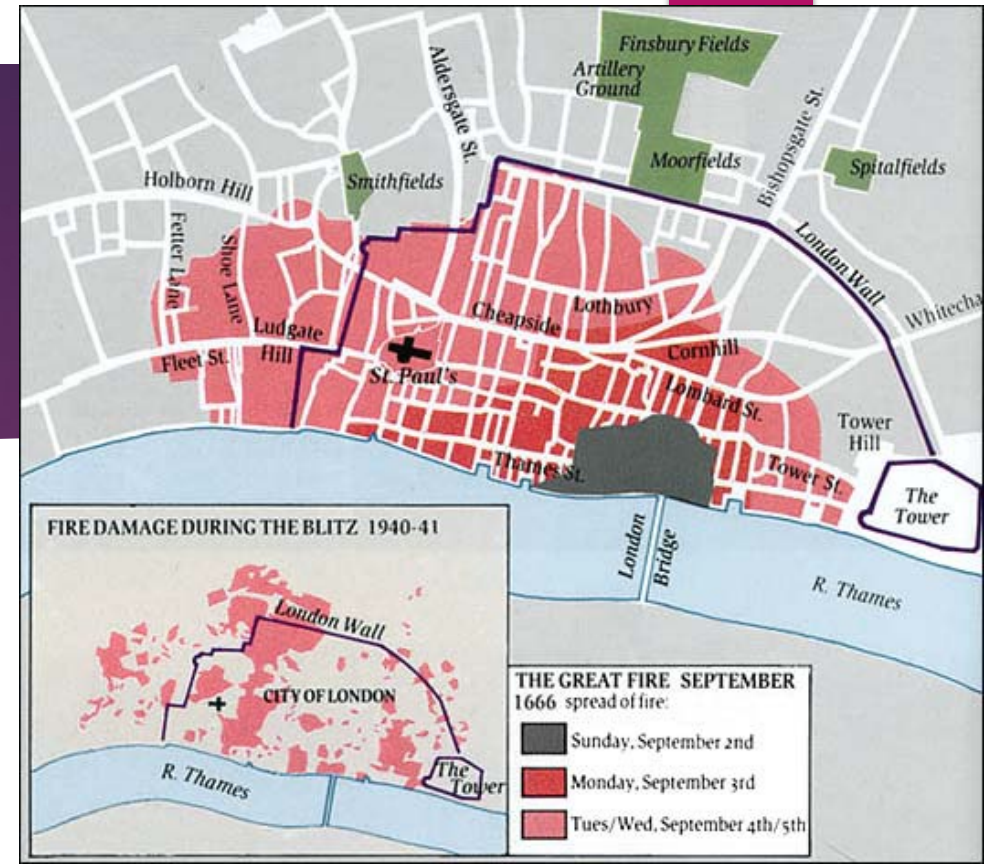 Finsbury Fields
Artillery
Ground
Aldersgate St.
Bishopsgate St.
Moorfields
Spitalfields
Smithfields
Holborn Hill
Fetter Lane
Shoe Lane
London Wall
Whitecha
Lothbury
Cheapside
Ludgate
Hill
Cornhill
Fleet St.
St. Paul's
Lombard St.
Tower
Hill
Thames St.
Tower St.
The
Tower
London
Bridge
R. Thames
FIRE DAMAGE DURING THE BLITZ 1940-41
London Wall
CITY OF LONDON
The
Tower
R. Thames
THE GREAT FIRE SEPTEMBER
1666 spread of fire:
Sunday, September 2nd
Monday, September 3rd
Tues/Wed, September 4th/5th